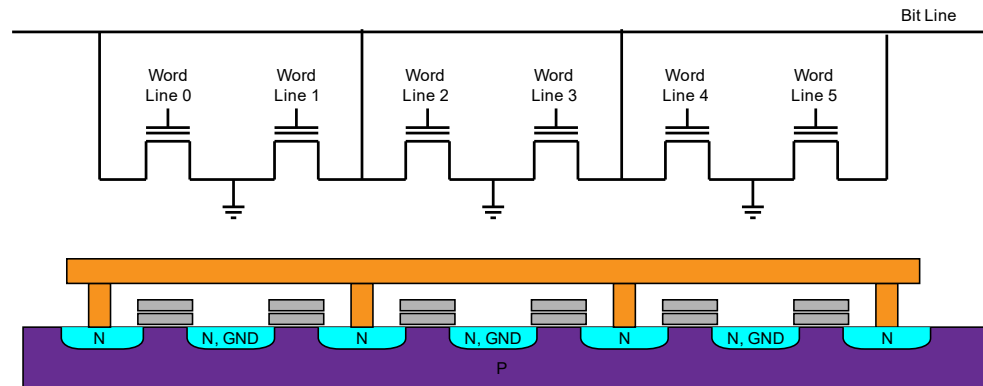 Bit Line
Word
Line 0
Word
Line 1
Word
Line 2
Word
Line 3
Word
Line 4
Word
Line 5
N
N, GND
N
N, GND
N
N, GND
N
P